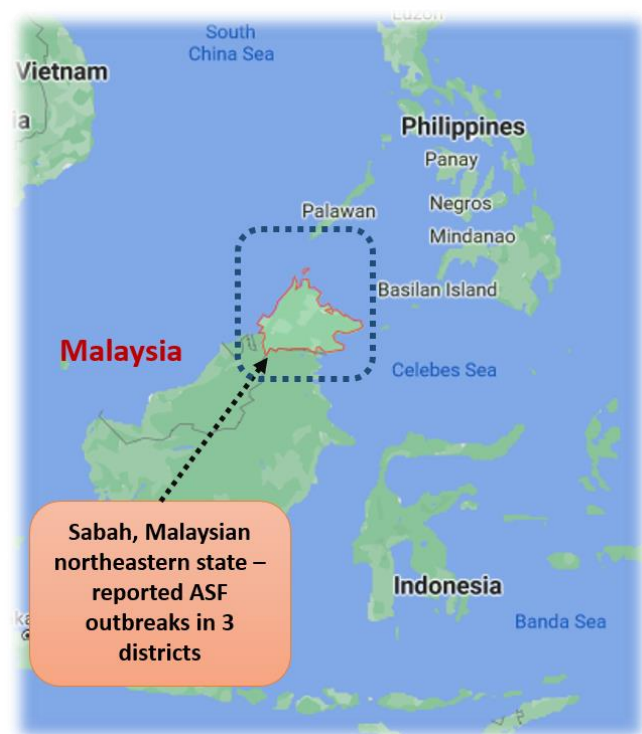 Luzon
South
China Sea
Vietnam
ia
Philippines
Panay
Negros
Palawan
Mindanao
Basilan Island
Malaysia
Celebes Sea
Sabah, Malaysian
northeastern state –
reported ASF
outbreaks in 3
districts
Indonesia
Banda Sea